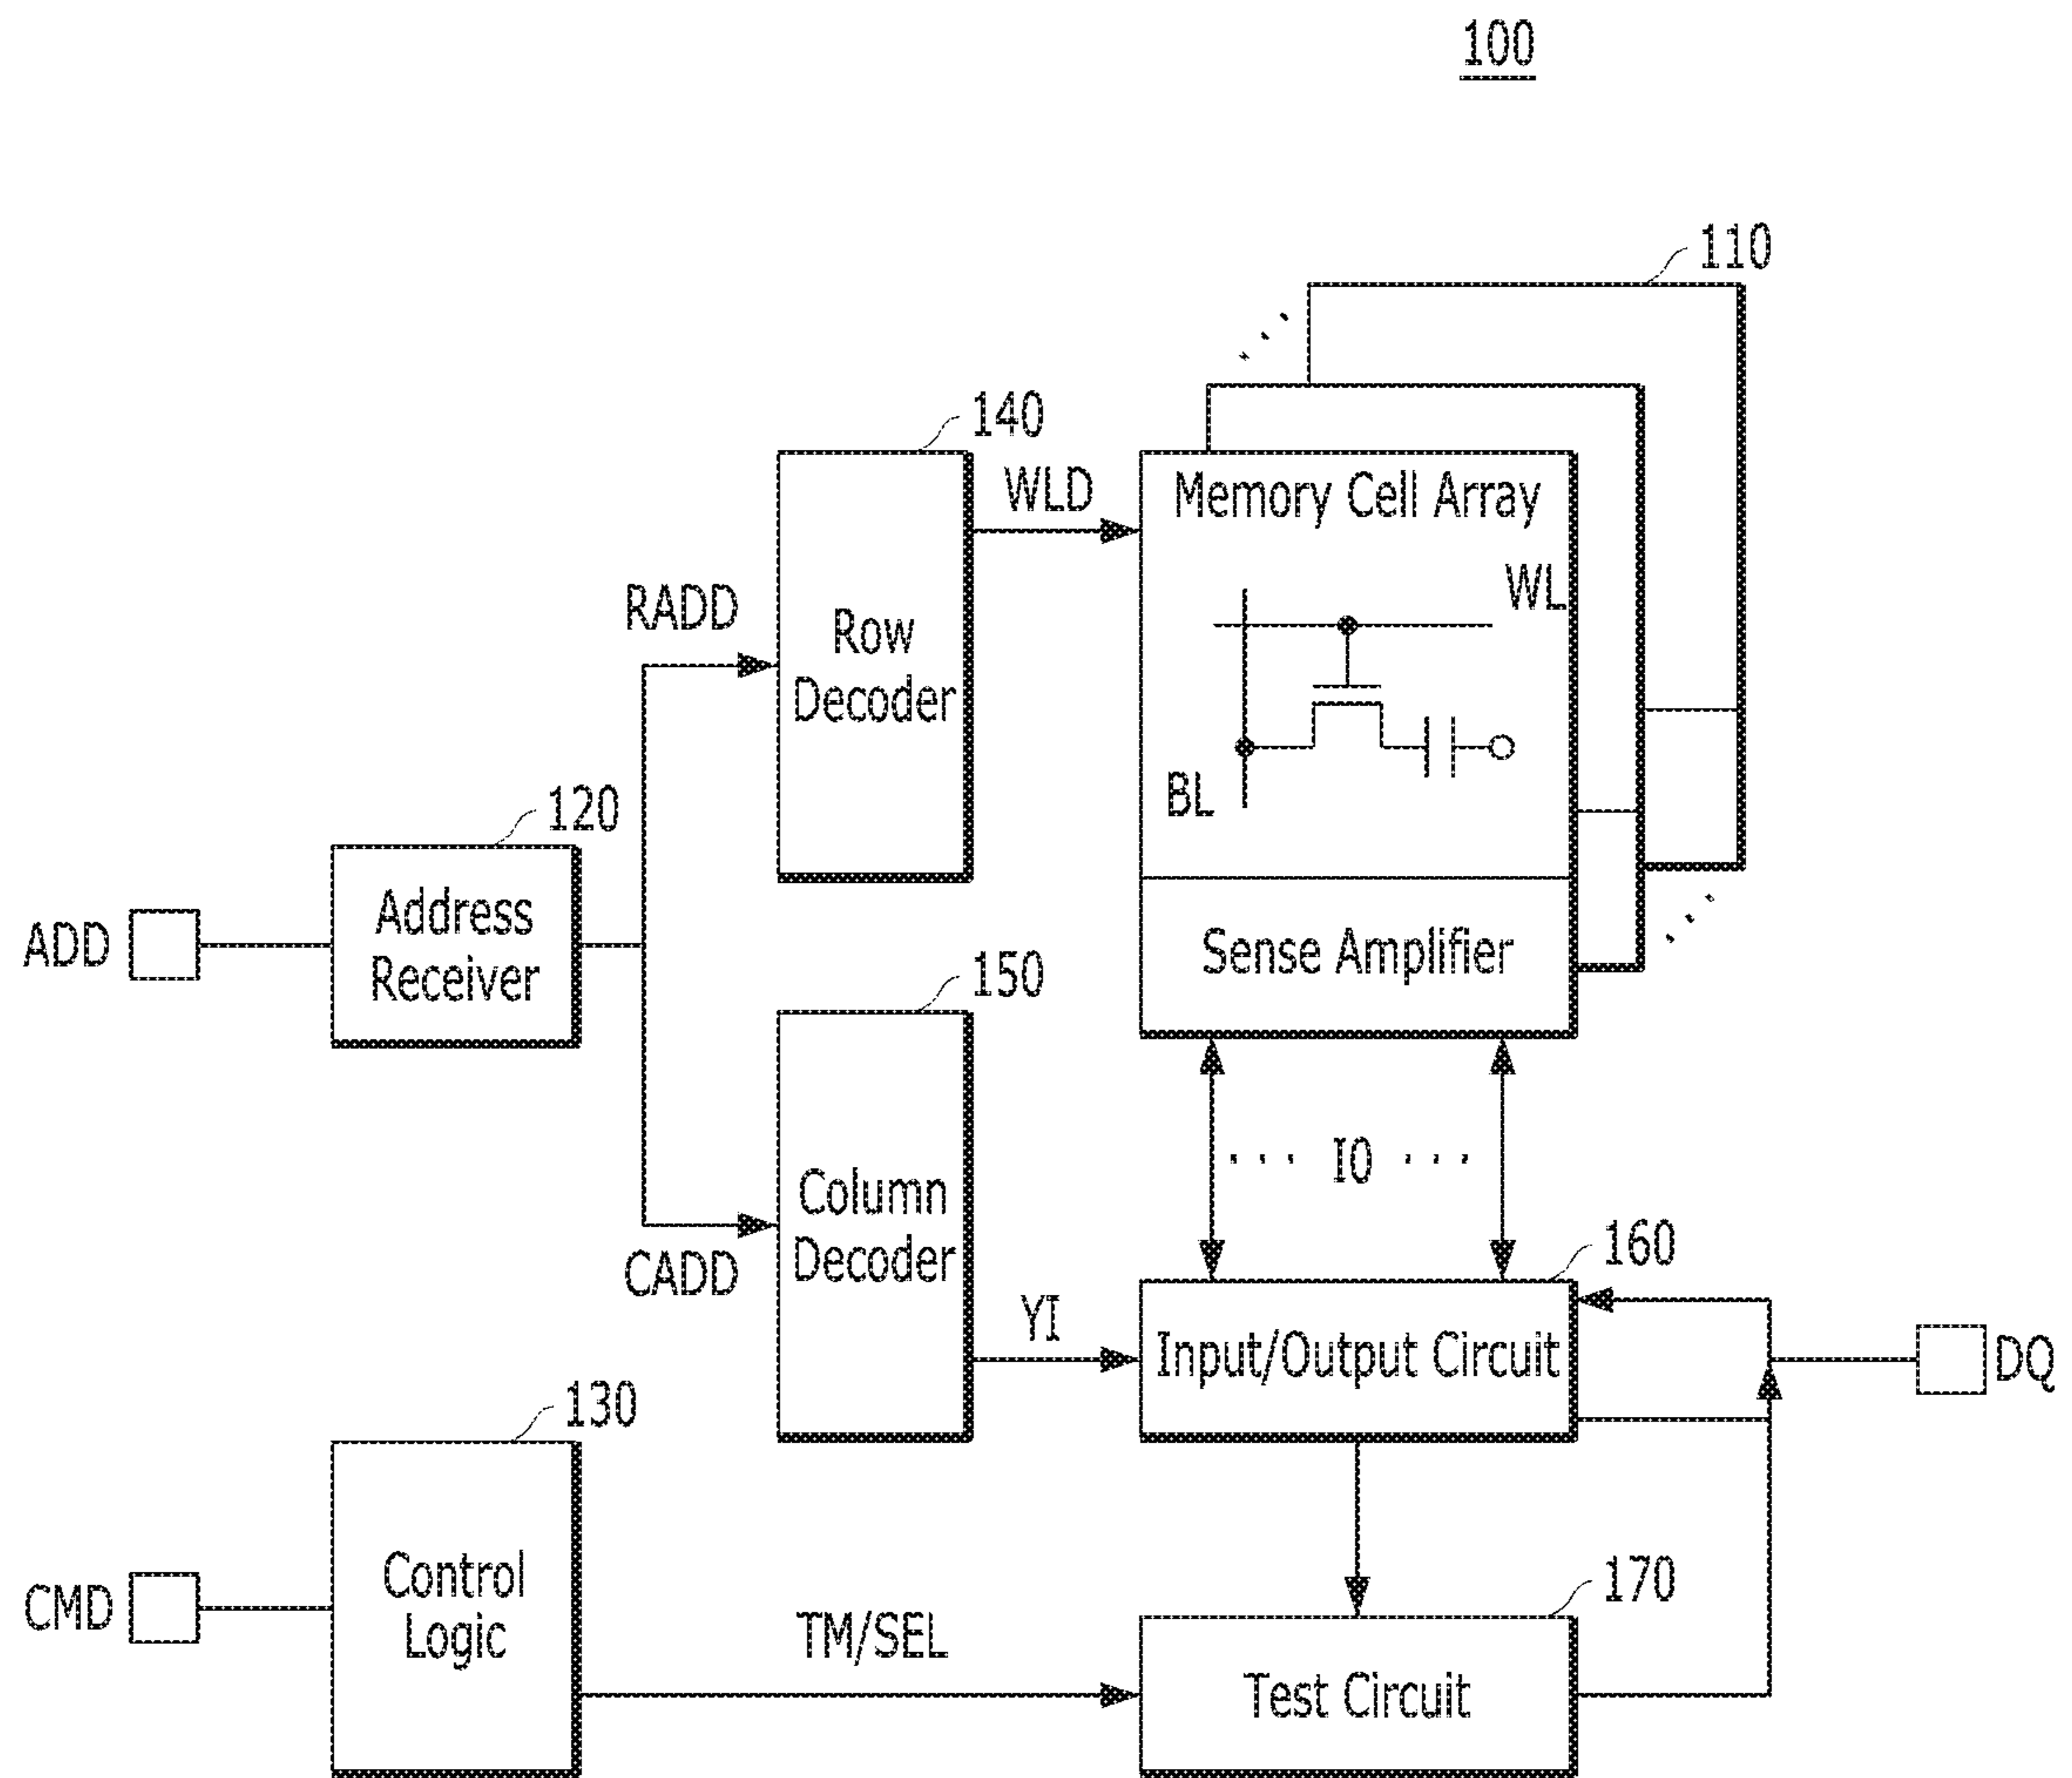 100
110
140
WLD
Memory Cell Array
WL
RADD
Row
Decoder
BL
120
Address
Receiver
ADD
Sense Amplifier
150
Column
Decoder
CADD
··· IO ···
160
YI
Input/Output Circuit
DQ
130
Control
Logic
CMD
TM/SEL
170
Test Circuit